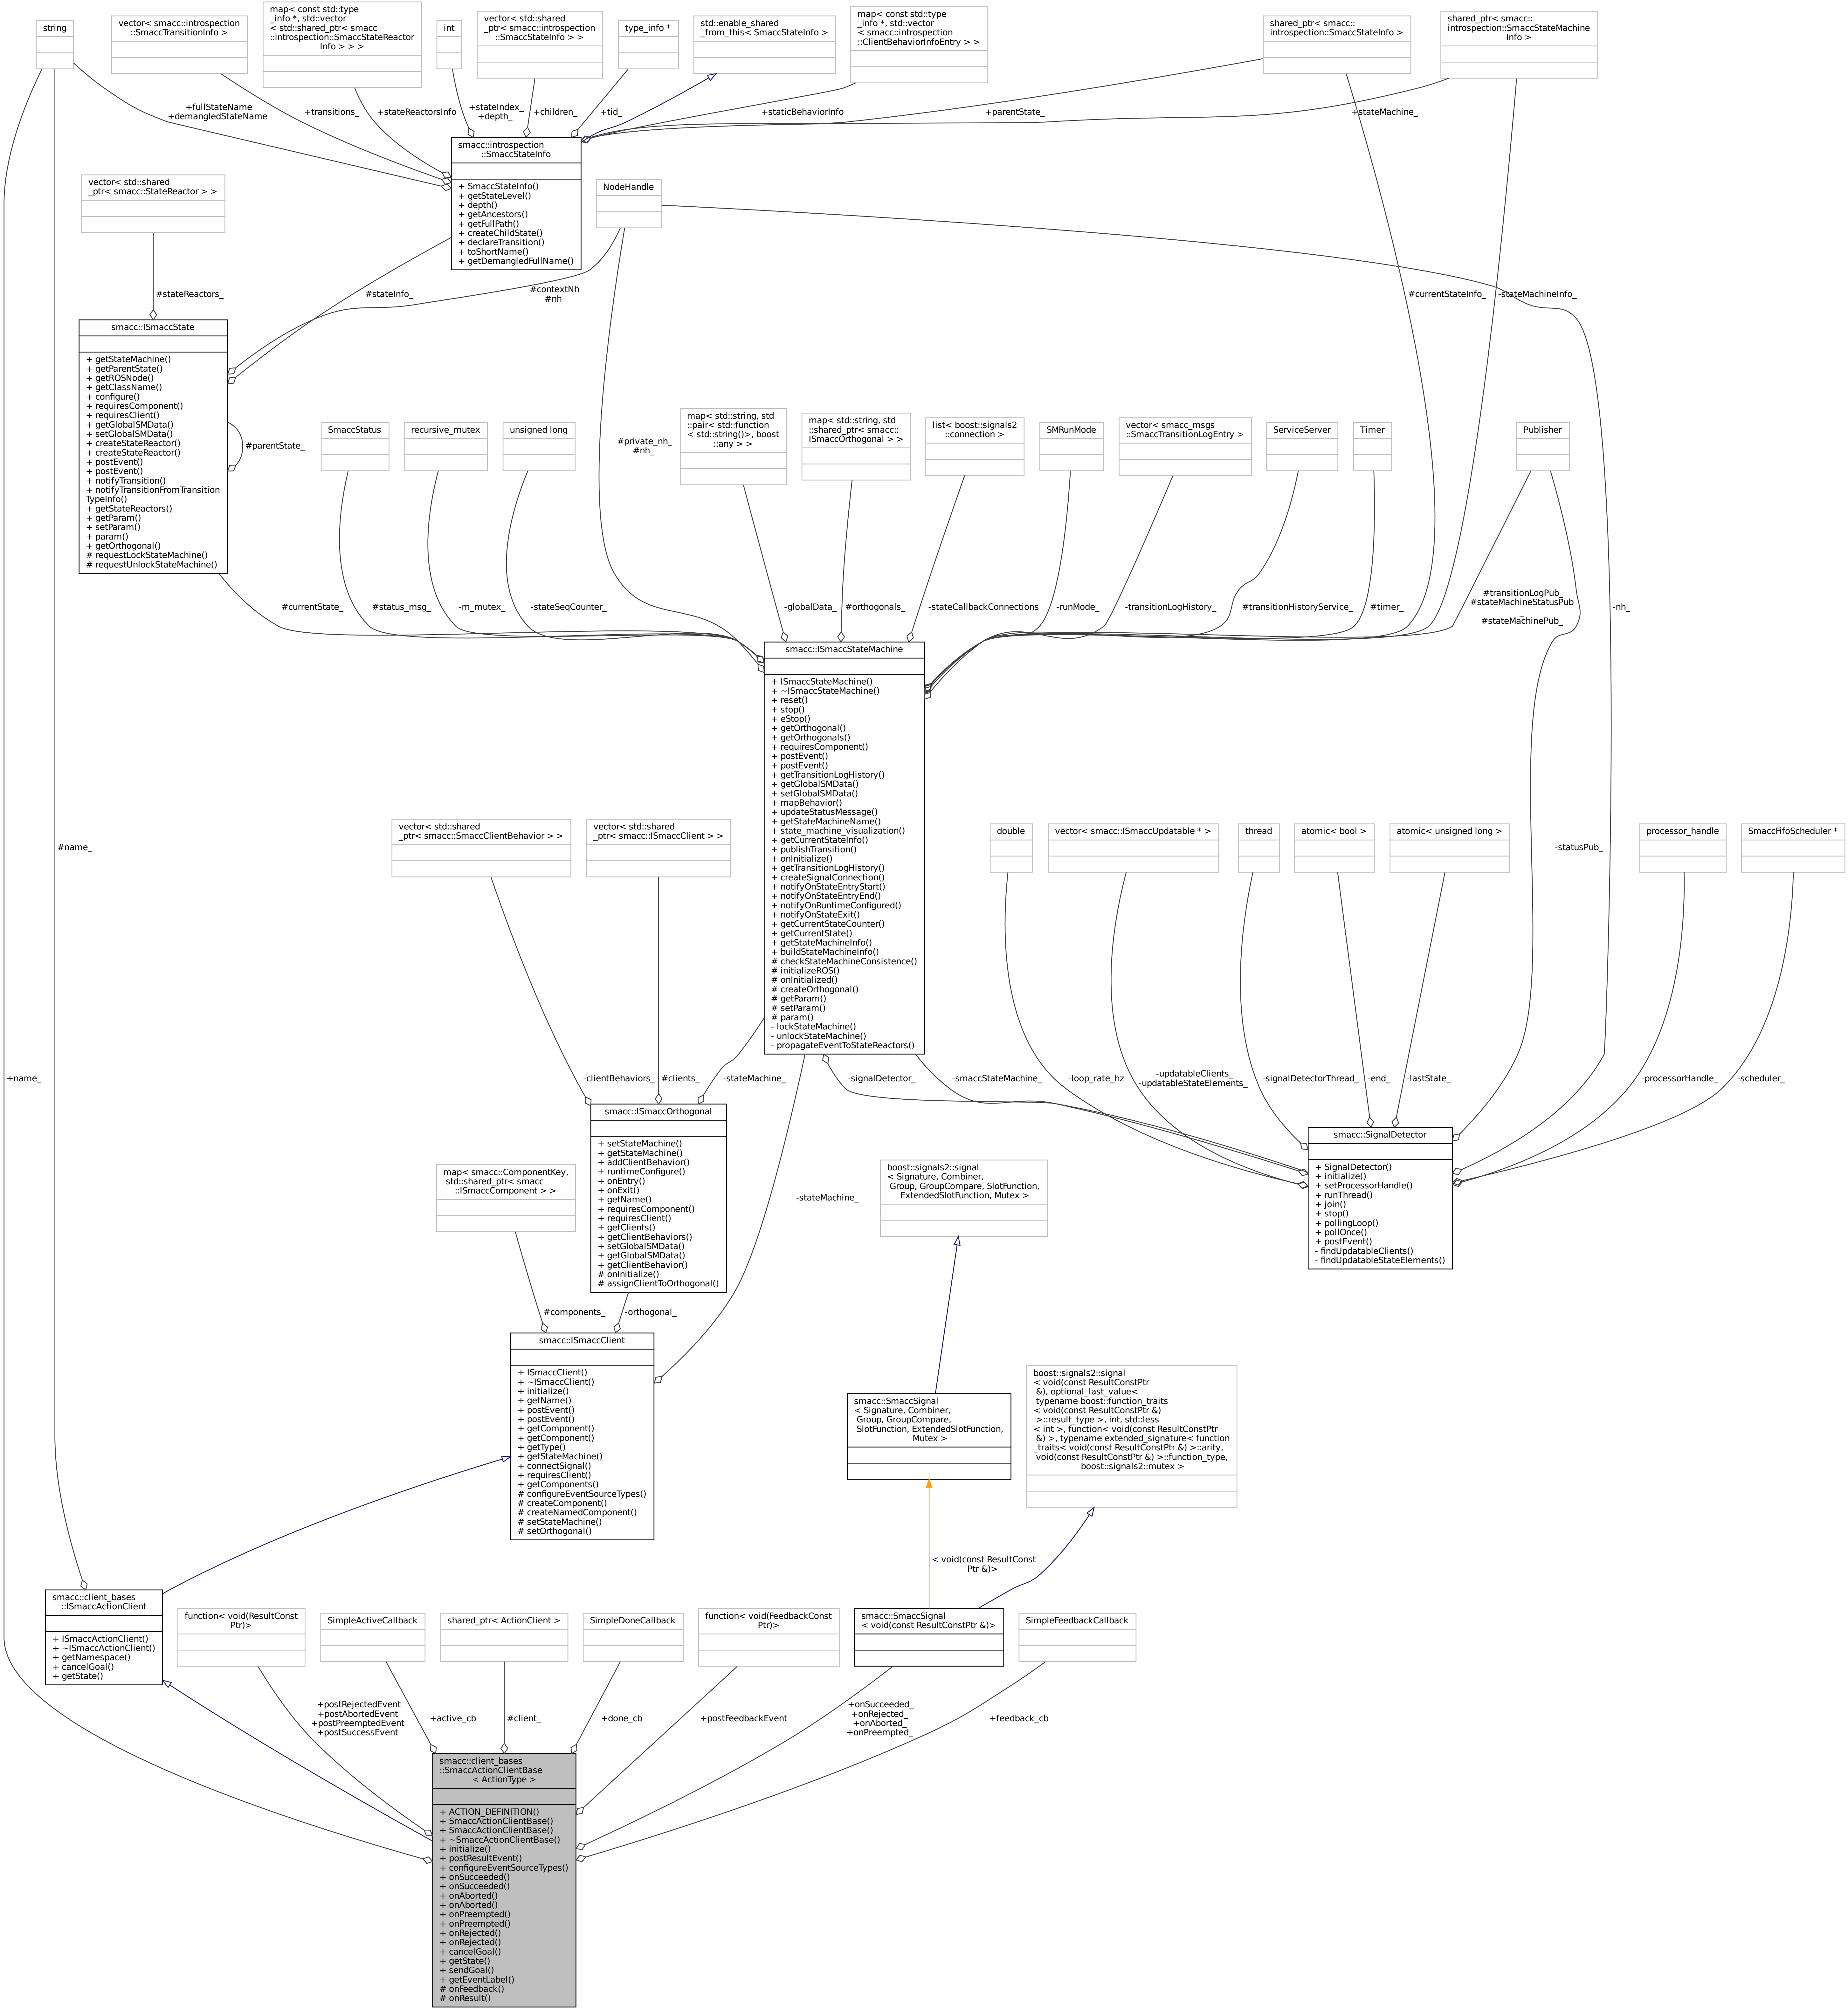 string
vector< smacc::introspection
::SmaccTransitionInfo >
map< const std::type
_info *, std::vector
< std::shared_ptr< smacc
::introspection::SmaccStateReactor
Info > > >
int
vector< std::shared
_ptr< smacc::introspection
::SmaccStateInfo > >
type_info *
std::enable_shared
_from_this< SmaccStateInfo >
map< const std::type
_info *, std::vector
< smacc::introspection
::ClientBehaviorInfoEntry > >
shared_ptr< smacc::
introspection::SmaccStateInfo >
shared_ptr< smacc::
introspection::SmaccStateMachine
Info >
+fullStateName
+demangledStateName
+transitions_
+stateReactorsInfo
+stateIndex_
+depth_
+children_
+tid_
+staticBehaviorInfo
+parentState_
+stateMachine_
smacc::introspection
::SmaccStateInfo
+ SmaccStateInfo()
+ getStateLevel()
+ depth()
+ getAncestors()
+ getFullPath()
+ createChildState()
+ declareTransition()
+ toShortName()
+ getDemangledFullName()
NodeHandle
vector< std::shared
_ptr< smacc::StateReactor > >
#stateReactors_
#stateInfo_
#contextNh
#nh
#currentStateInfo_
-stateMachineInfo_
smacc::ISmaccState
+ getStateMachine()
+ getParentState()
+ getROSNode()
+ getClassName()
+ configure()
+ requiresComponent()
+ requiresClient()
+ getGlobalSMData()
+ setGlobalSMData()
+ createStateReactor()
+ createStateReactor()
+ postEvent()
+ postEvent()
+ notifyTransition()
+ notifyTransitionFromTransition
TypeInfo()
+ getStateReactors()
+ getParam()
+ setParam()
+ param()
+ getOrthogonal()
# requestLockStateMachine()
# requestUnlockStateMachine()
#parentState_
SmaccStatus
recursive_mutex
unsigned long
#private_nh_
#nh_
map< std::string, std
::pair< std::function
< std::string()>, boost
::any > >
map< std::string, std
::shared_ptr< smacc::
ISmaccOrthogonal > >
list< boost::signals2
::connection >
SMRunMode
vector< smacc_msgs
::SmaccTransitionLogEntry >
ServiceServer
Timer
Publisher
#currentState_
#status_msg_
-m_mutex_
-stateSeqCounter_
-globalData_
#orthogonals_
-stateCallbackConnections
-runMode_
-transitionLogHistory_
#transitionHistoryService_
#timer_
#transitionLogPub_
#stateMachineStatusPub
_
#stateMachinePub_
-nh_
smacc::ISmaccStateMachine
+ ISmaccStateMachine()
+ ~ISmaccStateMachine()
+ reset()
+ stop()
+ eStop()
+ getOrthogonal()
+ getOrthogonals()
+ requiresComponent()
+ postEvent()
+ postEvent()
+ getTransitionLogHistory()
+ getGlobalSMData()
+ setGlobalSMData()
+ mapBehavior()
+ updateStatusMessage()
+ getStateMachineName()
+ state_machine_visualization()
+ getCurrentStateInfo()
+ publishTransition()
+ onInitialize()
+ getTransitionLogHistory()
+ createSignalConnection()
+ notifyOnStateEntryStart()
+ notifyOnStateEntryEnd()
+ notifyOnRuntimeConfigured()
+ notifyOnStateExit()
+ getCurrentStateCounter()
+ getCurrentState()
+ getStateMachineInfo()
+ buildStateMachineInfo()
# checkStateMachineConsistence()
# initializeROS()
# onInitialized()
# createOrthogonal()
# getParam()
# setParam()
# param()
- lockStateMachine()
- unlockStateMachine()
- propagateEventToStateReactors()
#name_
vector< std::shared
_ptr< smacc::SmaccClientBehavior > >
vector< std::shared
_ptr< smacc::ISmaccClient > >
double
vector< smacc::ISmaccUpdatable * >
thread
atomic< bool >
atomic< unsigned long >
-statusPub_
processor_handle
SmaccFifoScheduler *
+name_
-clientBehaviors_
#clients_
-stateMachine_
-signalDetector_
-smaccStateMachine_
-loop_rate_hz
-updatableClients_
-updatableStateElements_
-signalDetectorThread_
-end_
-lastState_
-processorHandle_
-scheduler_
smacc::ISmaccOrthogonal
+ setStateMachine()
+ getStateMachine()
+ addClientBehavior()
+ runtimeConfigure()
+ onEntry()
+ onExit()
+ getName()
+ requiresComponent()
+ requiresClient()
+ getClients()
+ getClientBehaviors()
+ setGlobalSMData()
+ getGlobalSMData()
+ getClientBehavior()
# onInitialize()
# assignClientToOrthogonal()
smacc::SignalDetector
+ SignalDetector()
+ initialize()
+ setProcessorHandle()
+ runThread()
+ join()
+ stop()
+ pollingLoop()
+ pollOnce()
+ postEvent()
- findUpdatableClients()
- findUpdatableStateElements()
map< smacc::ComponentKey,
std::shared_ptr< smacc
::ISmaccComponent > >
-stateMachine_
boost::signals2::signal
< Signature, Combiner,
Group, GroupCompare, SlotFunction,
ExtendedSlotFunction, Mutex >
#components_
-orthogonal_
smacc::ISmaccClient
+ ISmaccClient()
+ ~ISmaccClient()
+ initialize()
+ getName()
+ postEvent()
+ postEvent()
+ getComponent()
+ getComponent()
+ getType()
+ getStateMachine()
+ connectSignal()
+ requiresClient()
+ getComponents()
# configureEventSourceTypes()
# createComponent()
# createNamedComponent()
# setStateMachine()
# setOrthogonal()
smacc::SmaccSignal
< Signature, Combiner,
Group, GroupCompare,
SlotFunction, ExtendedSlotFunction,
Mutex >
boost::signals2::signal
< void(const ResultConstPtr
&), optional_last_value<
typename boost::function_traits
< void(const ResultConstPtr &)
>::result_type >, int, std::less
< int >, function< void(const ResultConstPtr
&) >, typename extended_signature< function
_traits< void(const ResultConstPtr &) >::arity,
void(const ResultConstPtr &) >::function_type,
boost::signals2::mutex >
< void(const ResultConst
Ptr &)>
smacc::client_bases
::ISmaccActionClient
+ ISmaccActionClient()
+ ~ISmaccActionClient()
+ getNamespace()
+ cancelGoal()
+ getState()
function< void(ResultConst
Ptr)>
SimpleActiveCallback
shared_ptr< ActionClient >
SimpleDoneCallback
function< void(FeedbackConst
Ptr)>
smacc::SmaccSignal
< void(const ResultConstPtr &)>
SimpleFeedbackCallback
+postRejectedEvent
+postAbortedEvent
+postPreemptedEvent
+postSuccessEvent
+active_cb
#client_
+done_cb
+postFeedbackEvent
+onSucceeded_
+onRejected_
+onAborted_
+onPreempted_
+feedback_cb
smacc::client_bases
::SmaccActionClientBase
< ActionType >
+ ACTION_DEFINITION()
+ SmaccActionClientBase()
+ SmaccActionClientBase()
+ ~SmaccActionClientBase()
+ initialize()
+ postResultEvent()
+ configureEventSourceTypes()
+ onSucceeded()
+ onSucceeded()
+ onAborted()
+ onAborted()
+ onPreempted()
+ onPreempted()
+ onRejected()
+ onRejected()
+ cancelGoal()
+ getState()
+ sendGoal()
+ getEventLabel()
# onFeedback()
# onResult()